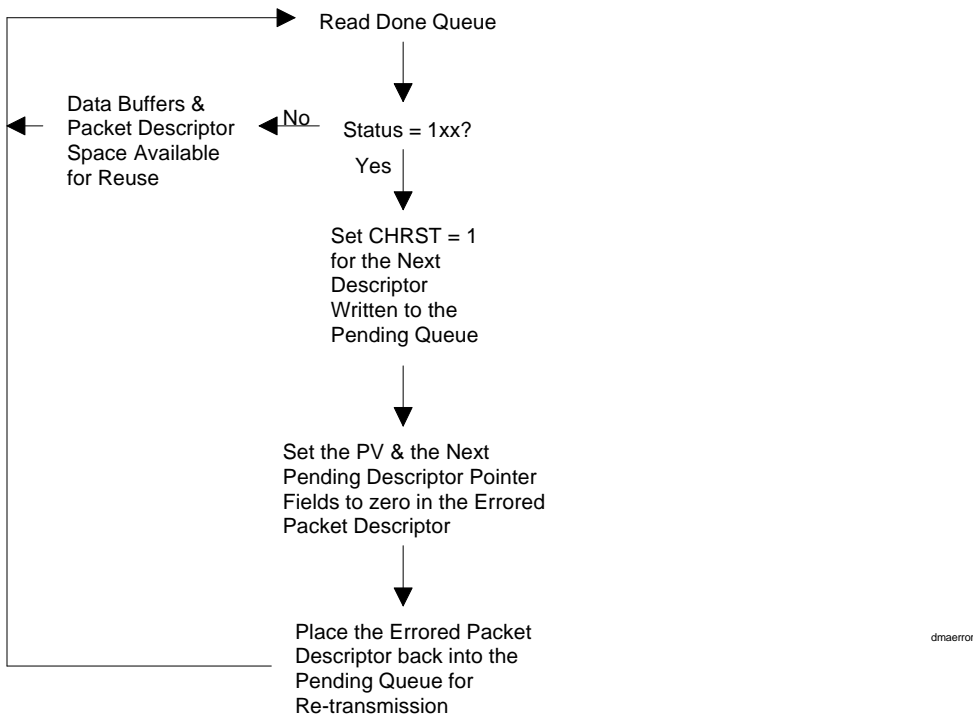 Read Done Queue
Data Buffers &
Packet Descriptor
Space Available
for Reuse
No
Status = 1xx?
Yes
Set CHRST = 1
for the Next
Descriptor
Written to the
Pending Queue
Set the PV & the Next
Pending Descriptor Pointer
Fields to zero in the Errored
Packet Descriptor
Place the Errored Packet
Descriptor back into the
Pending Queue for
Re-transmission
dmaerror